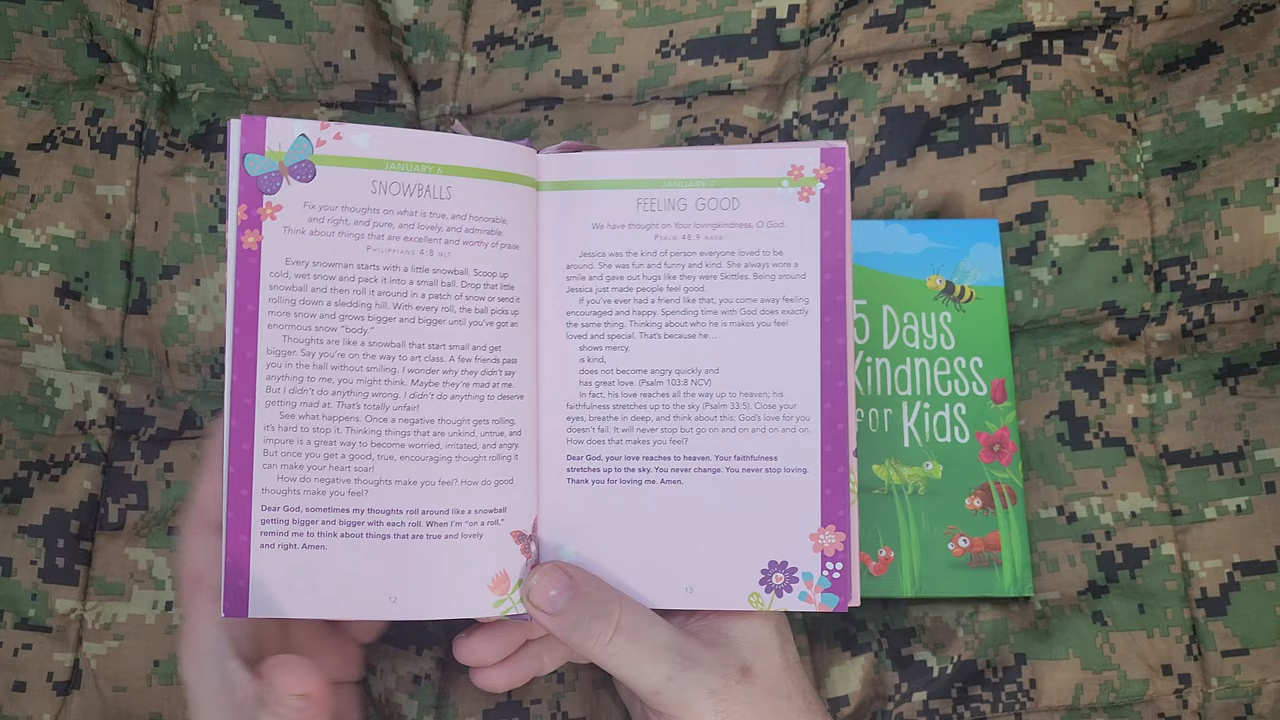 JANUARY 6
SNOWBALLS
Fix your thoughts on what is true, and honorable,
and right, and pure, and lovely, and admirable.
Think about things that are excellent and worthy of praise.
PHILIPPIANS 4:8 NLT
Every snowman starts with a little snowball. Scoop up
cold, wet snow and pack it into a small ball. Drop that little
snowball and then roll it around in a patch of snow or send it
rolling down a sledding hill. With every roll, the ball picks up
more snow and grows bigger and bigger until you've got an
enormous snow “body.”
Thoughts are like a snowball that start small and get
bigger. Say you're on the way to art class. A few friends pass
you in the hall without smiling. I wonder why they didn't say
anything to me, you might think. Maybe they're mad at me.
But I didn't do anything wrong. I didn't do anything to deserve
getting mad at. That's totally unfair!
See what happens. Once a negative thought gets rolling,
it's hard to stop it. Thinking things that are unkind, untrue, and
impure is a great way to become worried, irritated, and angry.
But once you get a good, true, encouraging thought rolling it
can make your heart soar!
How do negative thoughts make you feel? How do good
thoughts make you feel?
Dear God, sometimes my thoughts roll around like a snowball
getting bigger and bigger with each roll. When I'm “on a roll,”
remind me to think about things that are true and lovely
and right. Amen.
12
JANUARY 7
FEELING GOOD
We have thought on Your lovingkindness, O God.
PSALM 48:9 NASB
Jessica was the kind of person everyone loved to be
around. She was fun and funny and kind. She always wore a
smile and gave out hugs like they were Skittles. Being around
Jessica just made people feel good.
If you've ever had a friend like that, you come away feeling
encouraged and happy. Spending time with God does exactly
the same thing. Thinking about who he is makes you feel
loved and special. That's because he…
shows mercy,
is kind,
does not become angry quickly and
has great love. (Psalm 103:8 NCV)
In fact, his love reaches all the way up to heaven; his
faithfulness stretches up to the sky (Psalm 33:5). Close your
eyes, breathe in deep, and think about this: God's love for you
doesn't fail. It will never stop but go on and on and on and on.
How does that makes you feel?
Dear God, your love reaches to heaven. Your faithfulness
stretches up to the sky. You never change. You never stop loving.
Thank you for loving me. Amen.
13
5 Days
Kindness
for Kids